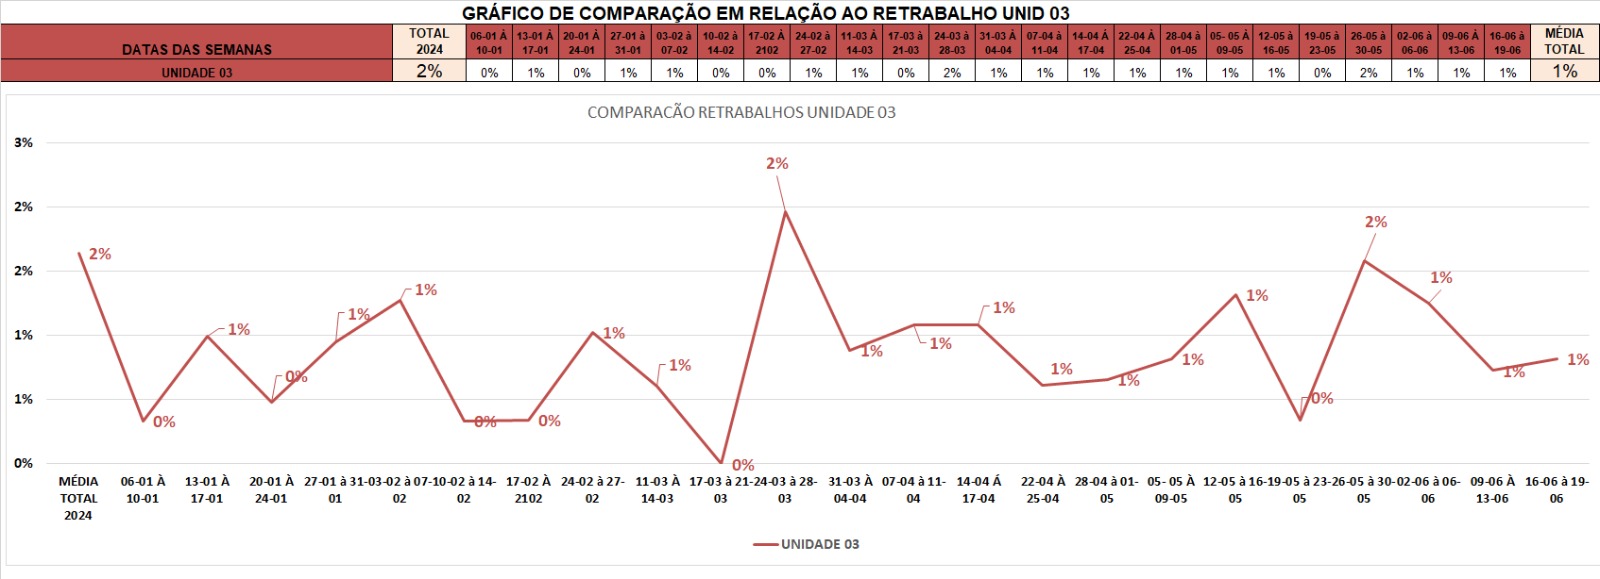 GRÁFICO DE COMPARAÇÃO EM RELAÇÃO AO RETRABALHO UNID 03
DATAS DAS SEMANAS TOTAL 2024 06-01 À 10-01 13-01 À 17-01 20-01 À 24-01 27-01 À 31-01 03-02 à 07-02 10-02 à 14-02 17-02 À 2102 24-02 à 27-02 11-03 À 14-03 17-03 à 21-03 24-03 à 28-03 31-03 À 04-04 07-04 à 11-04 14-04 Á 17-04 22-04 À 25-04 28-04 à 01-05 05- 05 À 09-05 12-05 à 16-05 19-05 à 23-05 26-05 à 30-05 02-06 à 06-06 09-06 À 13-06 16-06 à 19-06 MÉDIA TOTAL
UNIDADE 03 2% 0% 1% 0% 1% 1% 0% 0% 1% 1% 0% 2% 1% 1% 1% 1% 1% 1% 1% 0% 2% 1% 1% 1% 1%
COMPARACÃO RETRABALHOS UNIDADE 03
3%
2%
2%
1%
1%
0%
2% 0% 1% 0% 1% 1% 0% 0% 1% 1% 0% 2% 1% 1% 1% 1% 1% 1% 1% 0% 2% 1% 1% 1%
MÉDIA 06-01 À 13-01 À 20-01 À 27-01 à 31-03-02 à 07-10-02 à 14- 17-02 À 24-02 à 27- 11-03 À 17-03 à 21-24-03 à 28- 31-03 À 07-04 à 11- 14-04 Á 22-04 À 28-04 à 01- 05- 05 À 12-05 à 16-19-05 à 23-26-05 à 30-02-06 à 06- 09-06 À 16-06 à 19-
TOTAL 10-01 17-01 24-01 01 02 02 2102 02 14-03 03 03 04-04 04 17-04 25-04 05 09-05 05 05 05 06 13-06 06
2024
UNIDADE 03